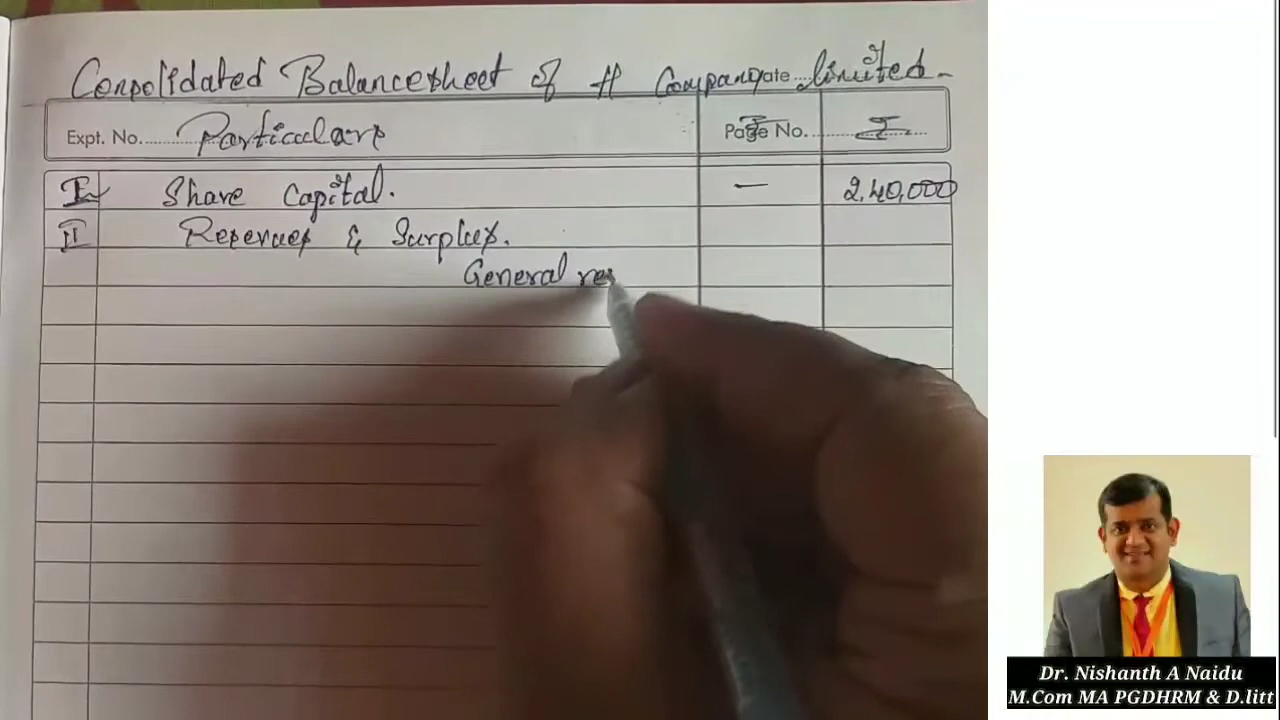 Consolidated Balancesheet of H Company Date ..... limited.
Expt. No. ........ Particulars Page No. ₹ ₹
I Share Capital. — 2,40,000
II Reserves & Surplus.
General res
Dr. Nishanth A Naidu
M.Com MA PGDHRM & D.litt